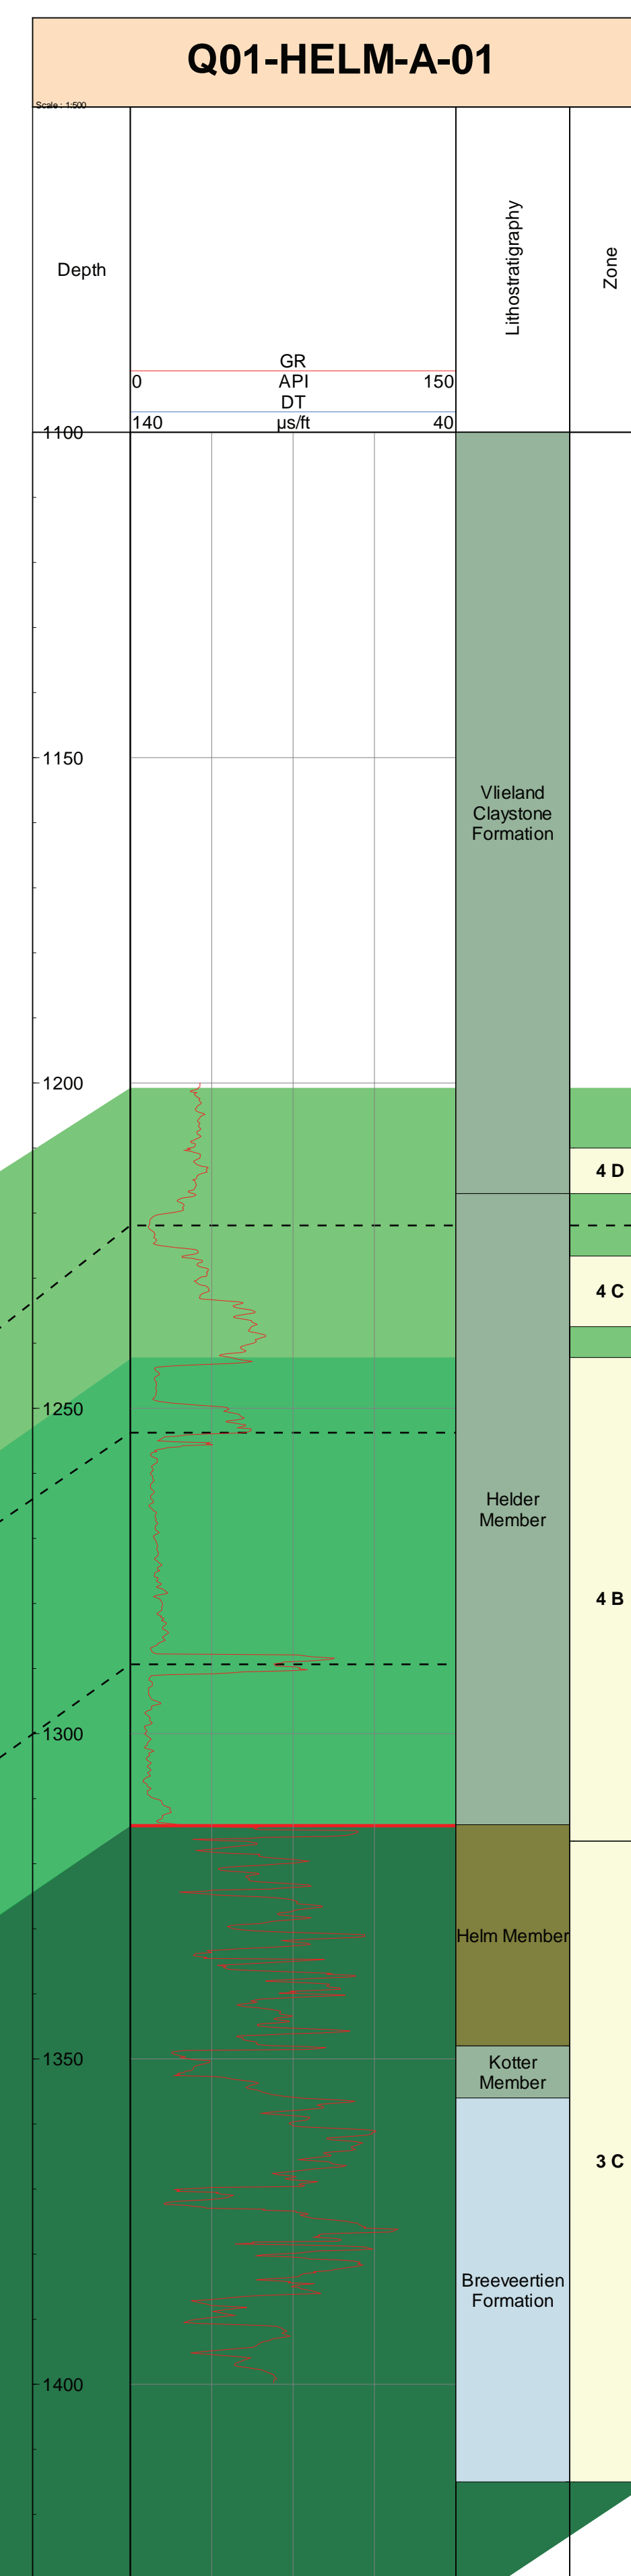 Q01-HELM-A-01
Scale : 1:500
Depth
Lithostratigraphy
Zone
GR
0 API 150
DT
140 µs/ft 40
1100
1150
Vlieland
Claystone
Formation
1200
4 D
4 C
1250
Helder
Member
4 B
1300
Helm Member
1350
Kotter
Member
3 C
Breeveertien
Formation
1400